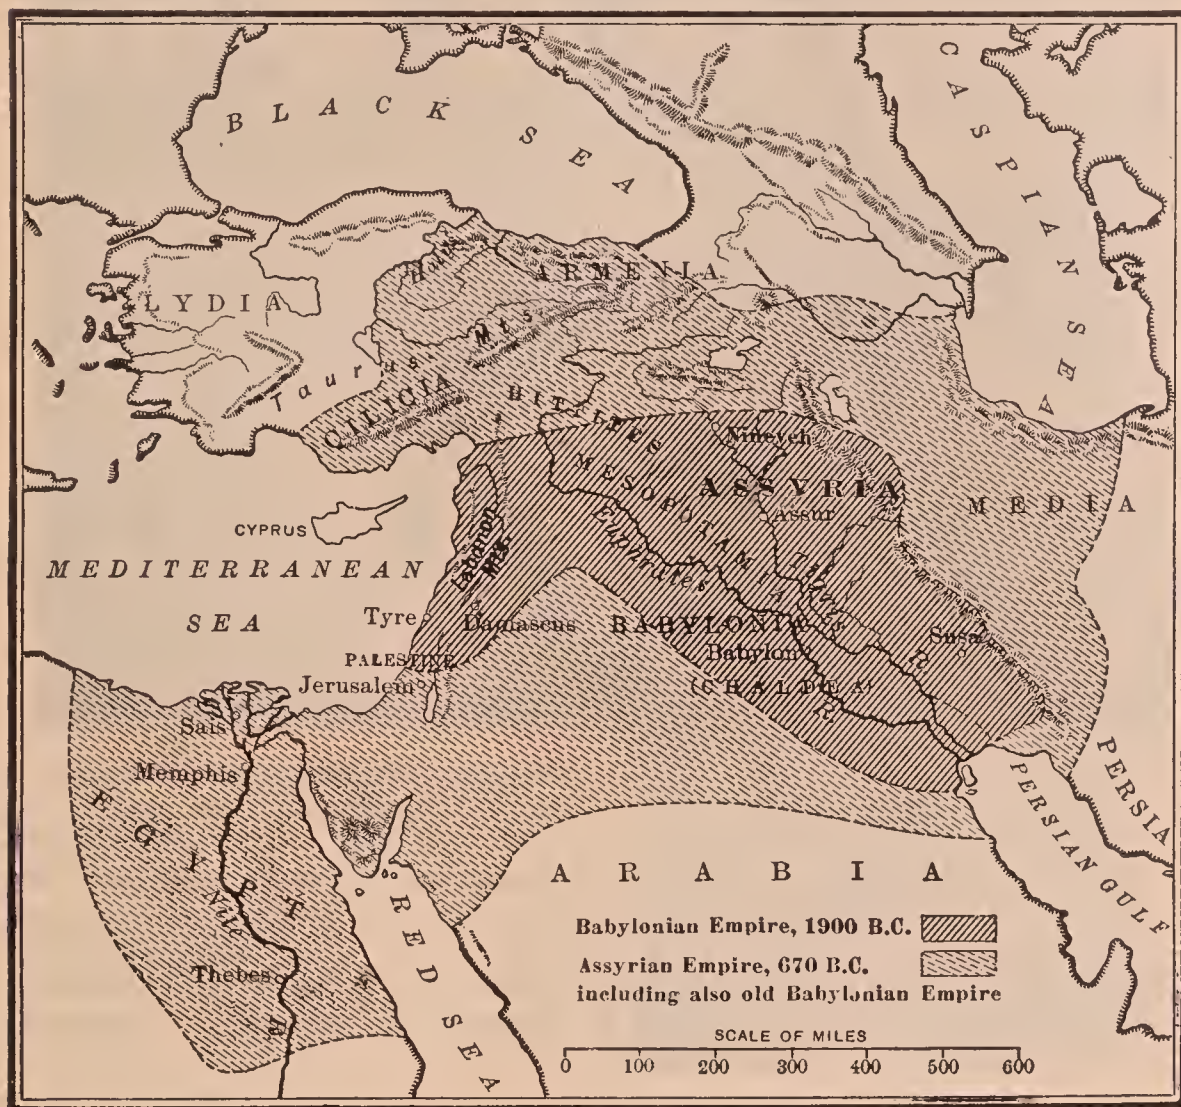 BLACK SEA
CASPIAN SEA
Halys
ARMENIA
LYDIA
Taurus Mts
CILICIA
HITTITES
Nineveh
MESOPOTAMIA
ASSYRIA
Assur
MEDIA
CYPRUS
Lebanon Mts.
Euphrates R
Tigris R
MEDITERRANEAN
SEA
Tyre
Damascus
BABYLONIA
Susa
PALESTINE
Babylon
Jerusalem
(CHALDEA)
Sais
Memphis
EGYPT
PERSIA
PERSIAN GULF
ARABIA
Nile R
RED SEA
Thebes
Babylonian Empire, 1900 B.C.
Assyrian Empire, 670 B.C.
including also old Babylonian Empire
SCALE OF MILES
0 100 200 300 400 500 600